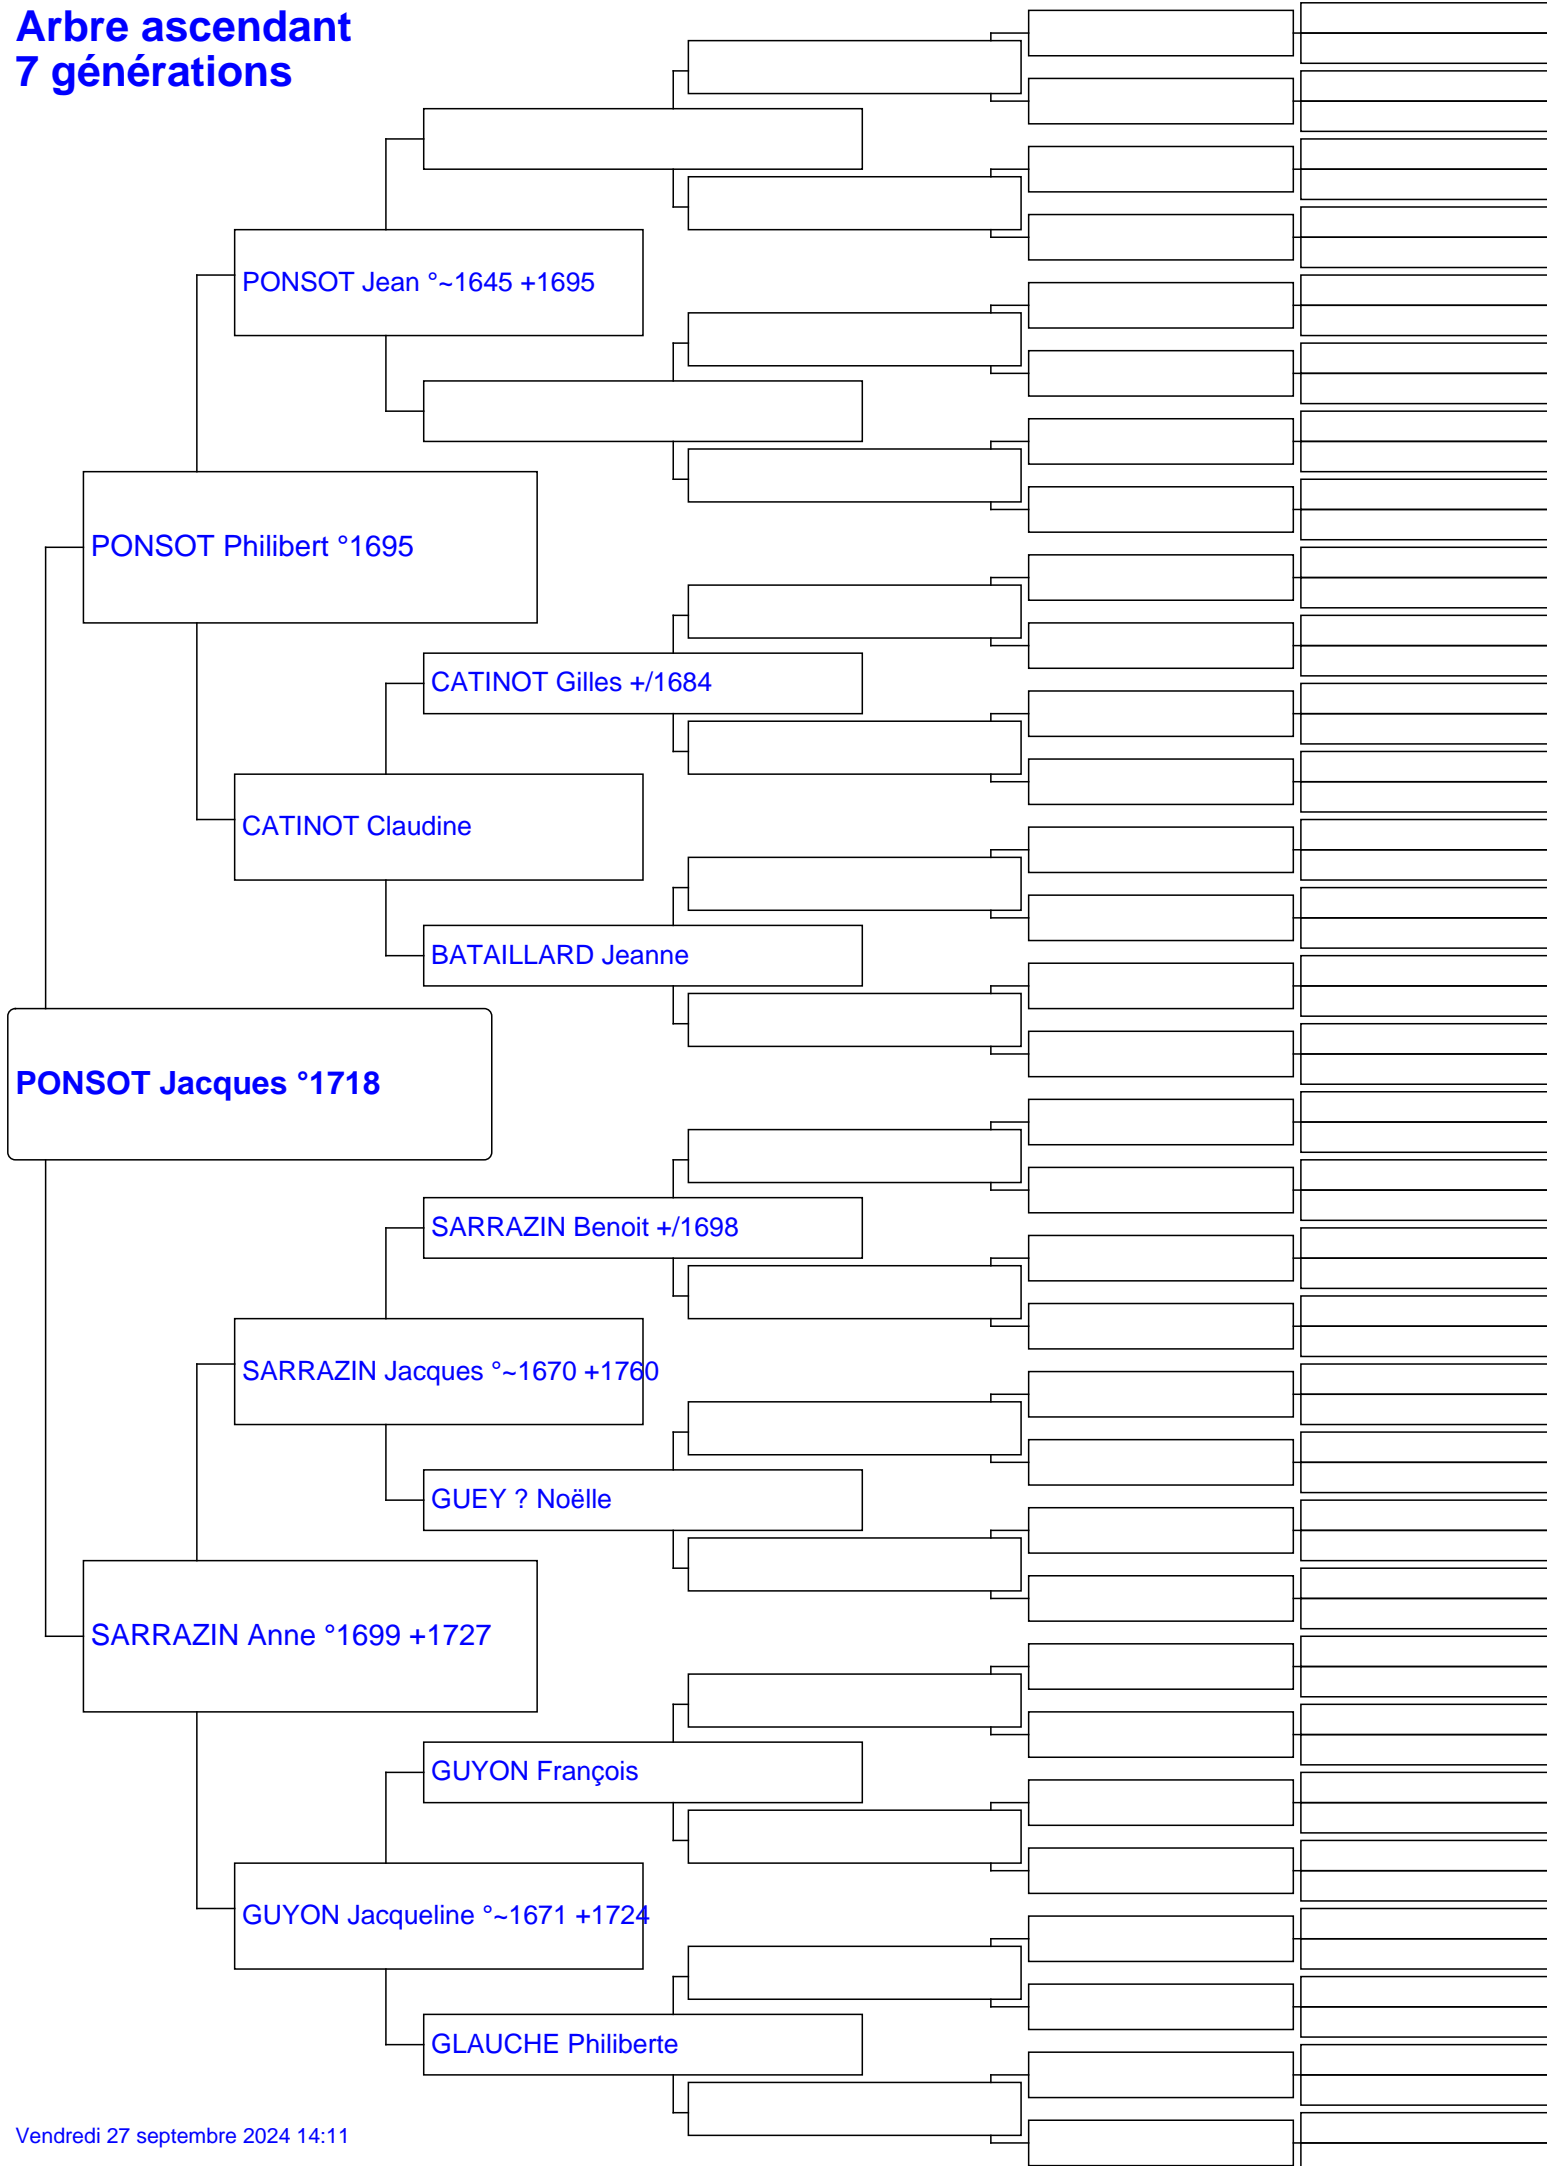 Arbre ascendant
7 générations
PONSOT Jean °~1645 +1695
PONSOT Philibert °1695
CATINOT Gilles +/1684
CATINOT Claudine
BATAILLARD Jeanne
PONSOT Jacques °1718
SARRAZIN Benoit +/1698
SARRAZIN Jacques °~1670 +1760
GUEY ? Noëlle
SARRAZIN Anne °1699 +1727
GUYON François
GUYON Jacqueline °~1671 +1724
GLAUCHE Philiberte
Vendredi 27 septembre 2024 14:11